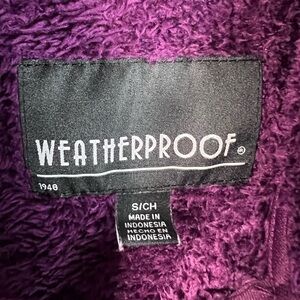 WEATHERPROOF®
1948
S/CH
MADE IN
INDONESIA
HECHO EN
INDONESIA